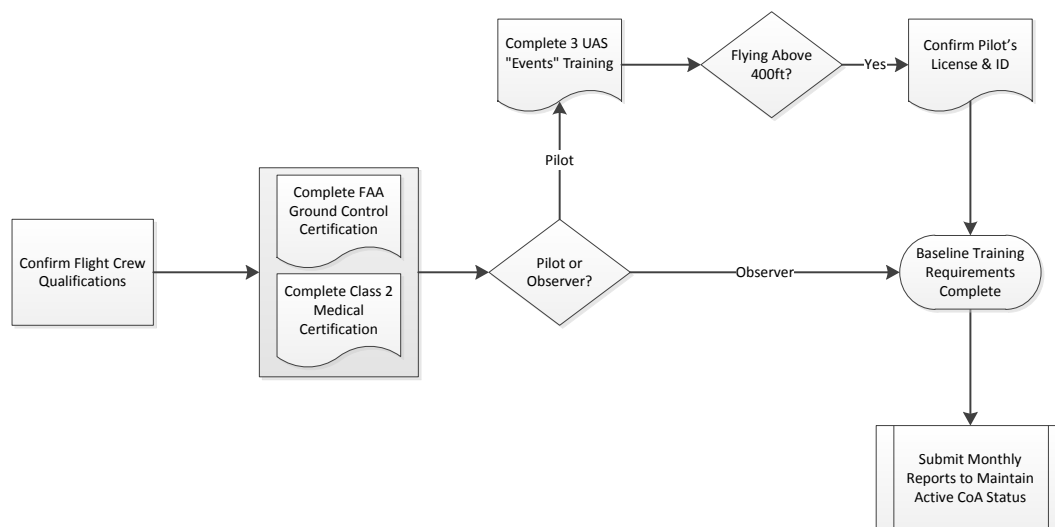 Complete 3 UAS
"Events" Training
Flying Above
400ft?
Yes
Confirm Pilot's
License & ID
Pilot
Complete FAA
Ground Control
Certification
Confirm Flight Crew
Qualifications
Complete Class 2
Medical
Certification
Pilot or
Observer?
Observer
Baseline Training
Requirements
Complete
Submit Monthly
Reports to Maintain
Active CoA Status